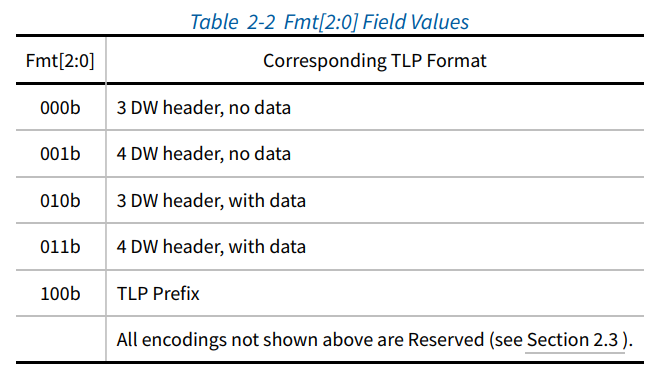 Table 2-2 Fmt[2:0] Field Values
Fmt[2:0] Corresponding TLP Format
000b 3 DW header, no data
001b 4 DW header, no data
010b 3 DW header, with data
011b 4 DW header, with data
100b TLP Prefix
All encodings not shown above are Reserved (see Section 2.3 ).